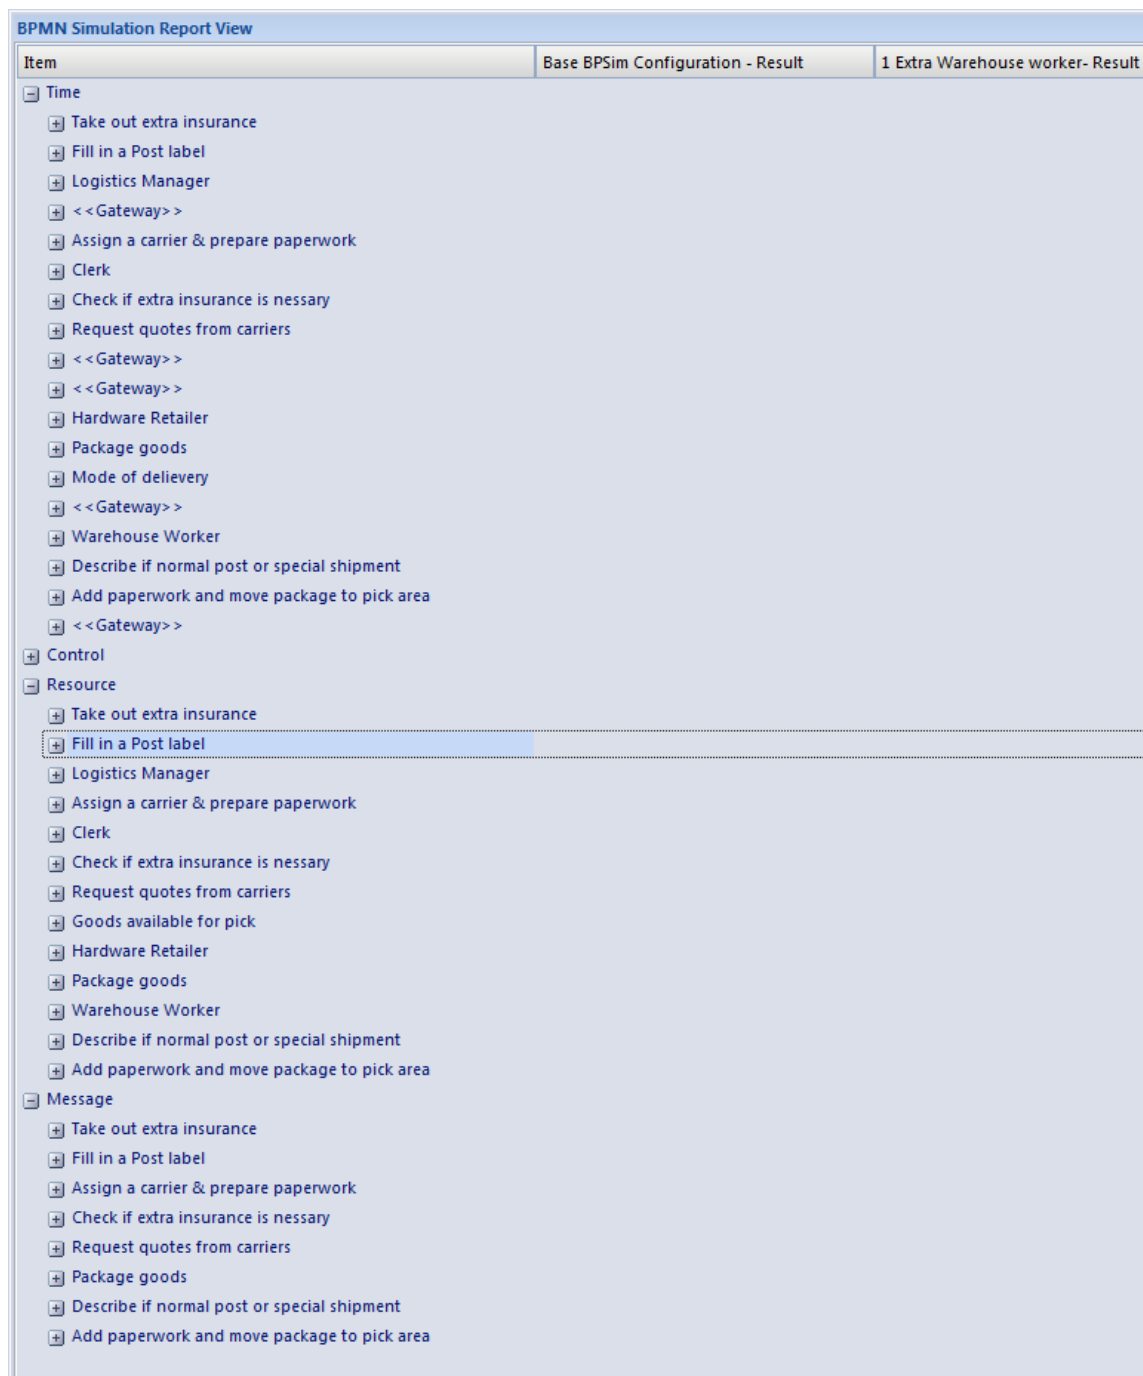 BPMN Simulation Report View
Item Base BPSim Configuration - Result 1 Extra Warehouse worker- Result
Time
Take out extra insurance
Fill in a Post label
Logistics Manager
<<Gateway>>
Assign a carrier & prepare paperwork
Clerk
Check if extra insurance is nessary
Request quotes from carriers
<<Gateway>>
<<Gateway>>
Hardware Retailer
Package goods
Mode of delievery
<<Gateway>>
Warehouse Worker
Describe if normal post or special shipment
Add paperwork and move package to pick area
<<Gateway>>
Control
Resource
Take out extra insurance
Fill in a Post label
Logistics Manager
Assign a carrier & prepare paperwork
Clerk
Check if extra insurance is nessary
Request quotes from carriers
Goods available for pick
Hardware Retailer
Package goods
Warehouse Worker
Describe if normal post or special shipment
Add paperwork and move package to pick area
Message
Take out extra insurance
Fill in a Post label
Assign a carrier & prepare paperwork
Check if extra insurance is nessary
Request quotes from carriers
Package goods
Describe if normal post or special shipment
Add paperwork and move package to pick area